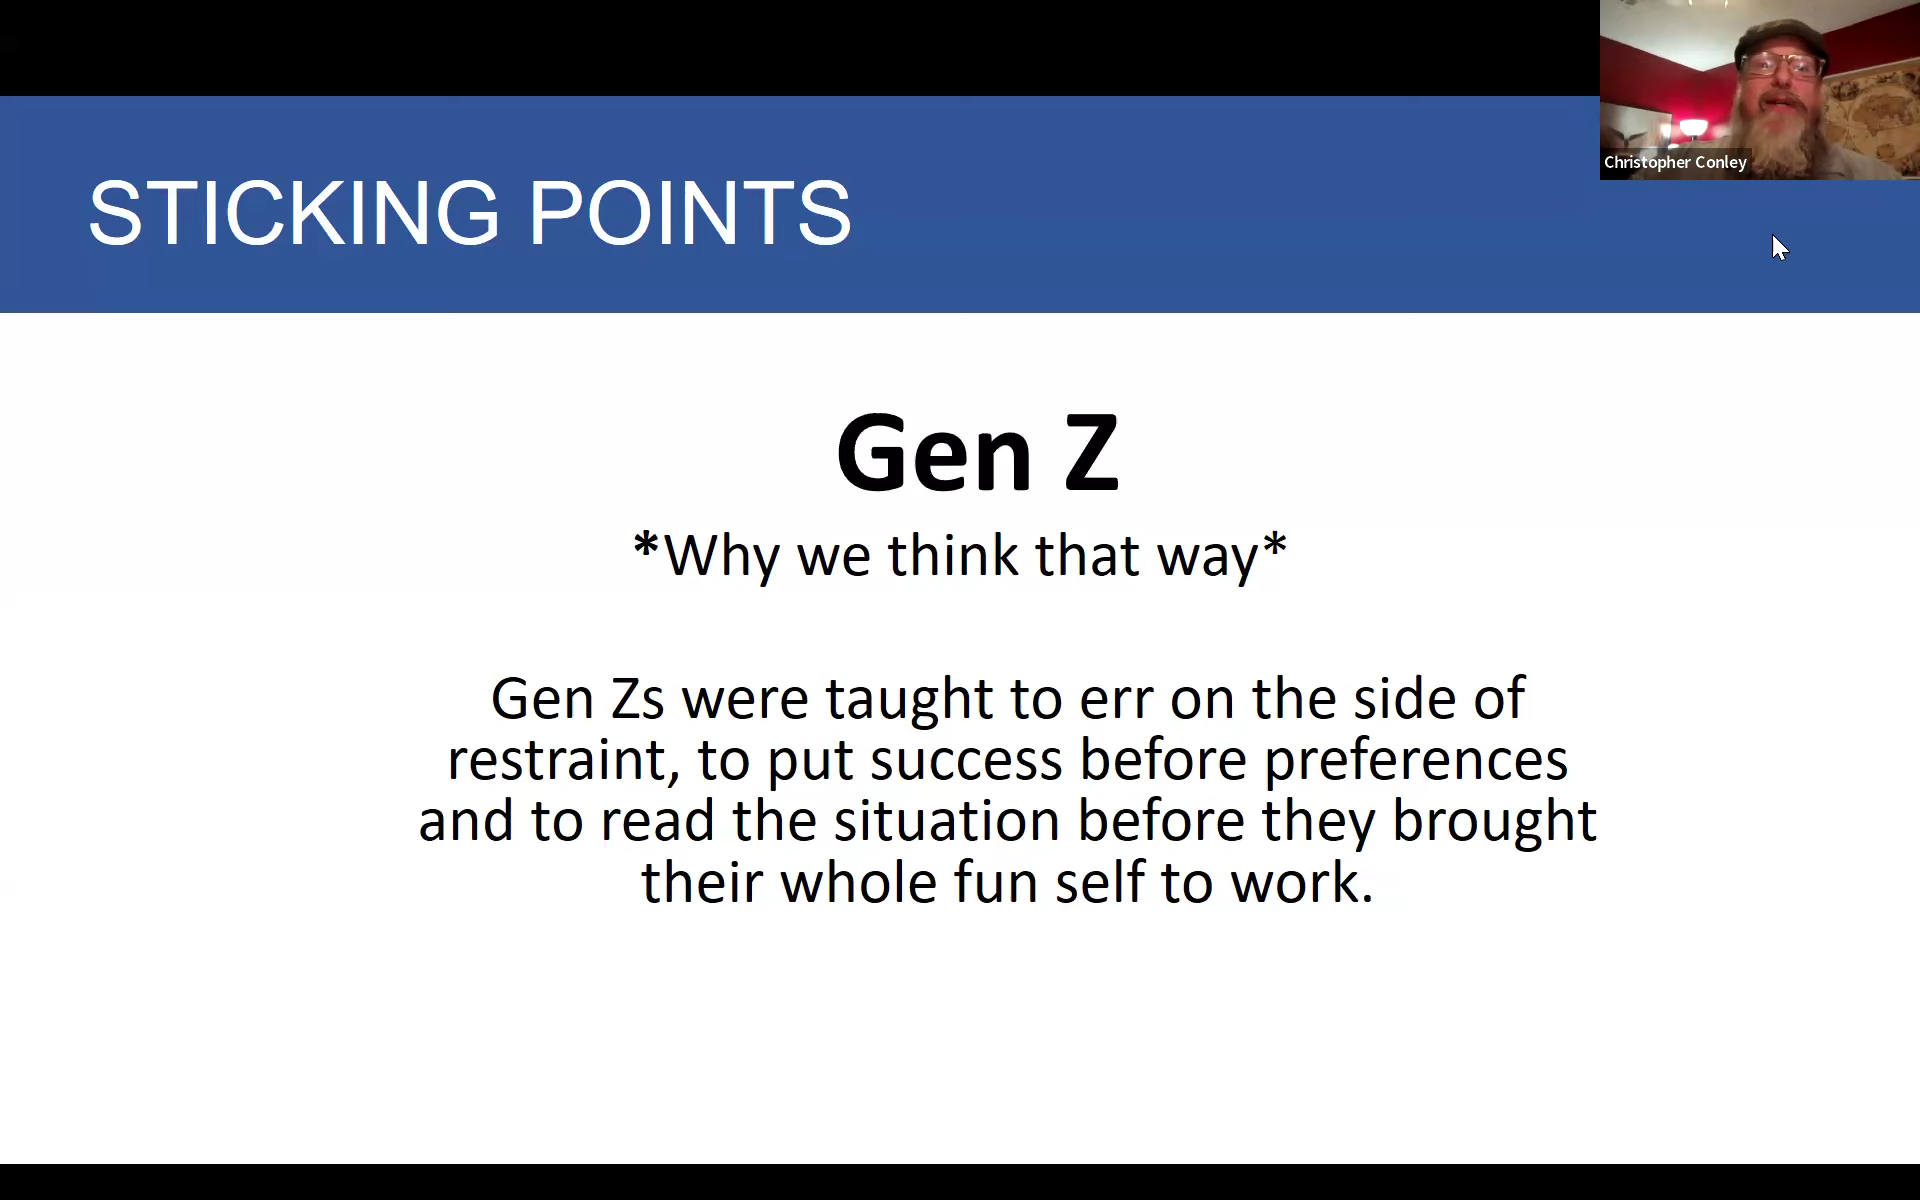 Christopher Conley
STICKING POINTS
Gen Z
*Why we think that way*
Gen Zs were taught to err on the side of
restraint, to put success before preferences
and to read the situation before they brought
their whole fun self to work.